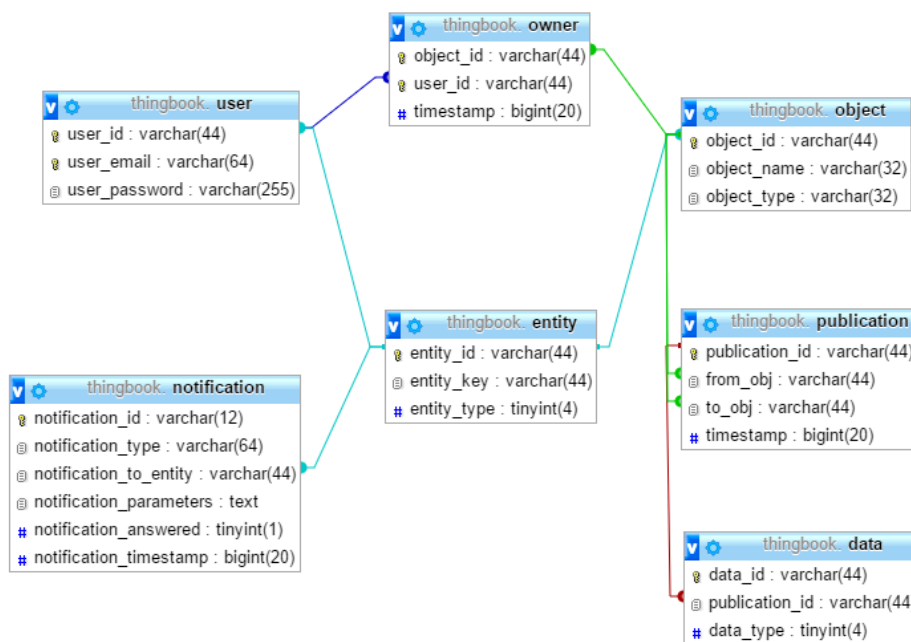 thingbook. owner
object_id : varchar(44)
user_id : varchar(44)
# timestamp : bigint(20)
v thingbook. user
user_id : varchar(44)
user_email : varchar(64)
user_password : varchar(255)
v thingbook. object
object_id : varchar(44)
object_name : varchar(32)
object_type : varchar(32)
v thingbook. entity
entity_id : varchar(44)
entity_key : varchar(44)
# entity_type : tinyint(4)
v thingbook. publication
publication_id : varchar(44)
from_obj : varchar(44)
to_obj : varchar(44)
# timestamp : bigint(20)
v thingbook. notification
notification_id : varchar(12)
notification_type : varchar(64)
notification_to_entity : varchar(44)
notification_parameters : text
# notification_answered : tinyint(1)
# notification_timestamp : bigint(20)
v thingbook. data
data_id : varchar(44)
publication_id : varchar(44
# data_type : tinyint(4)